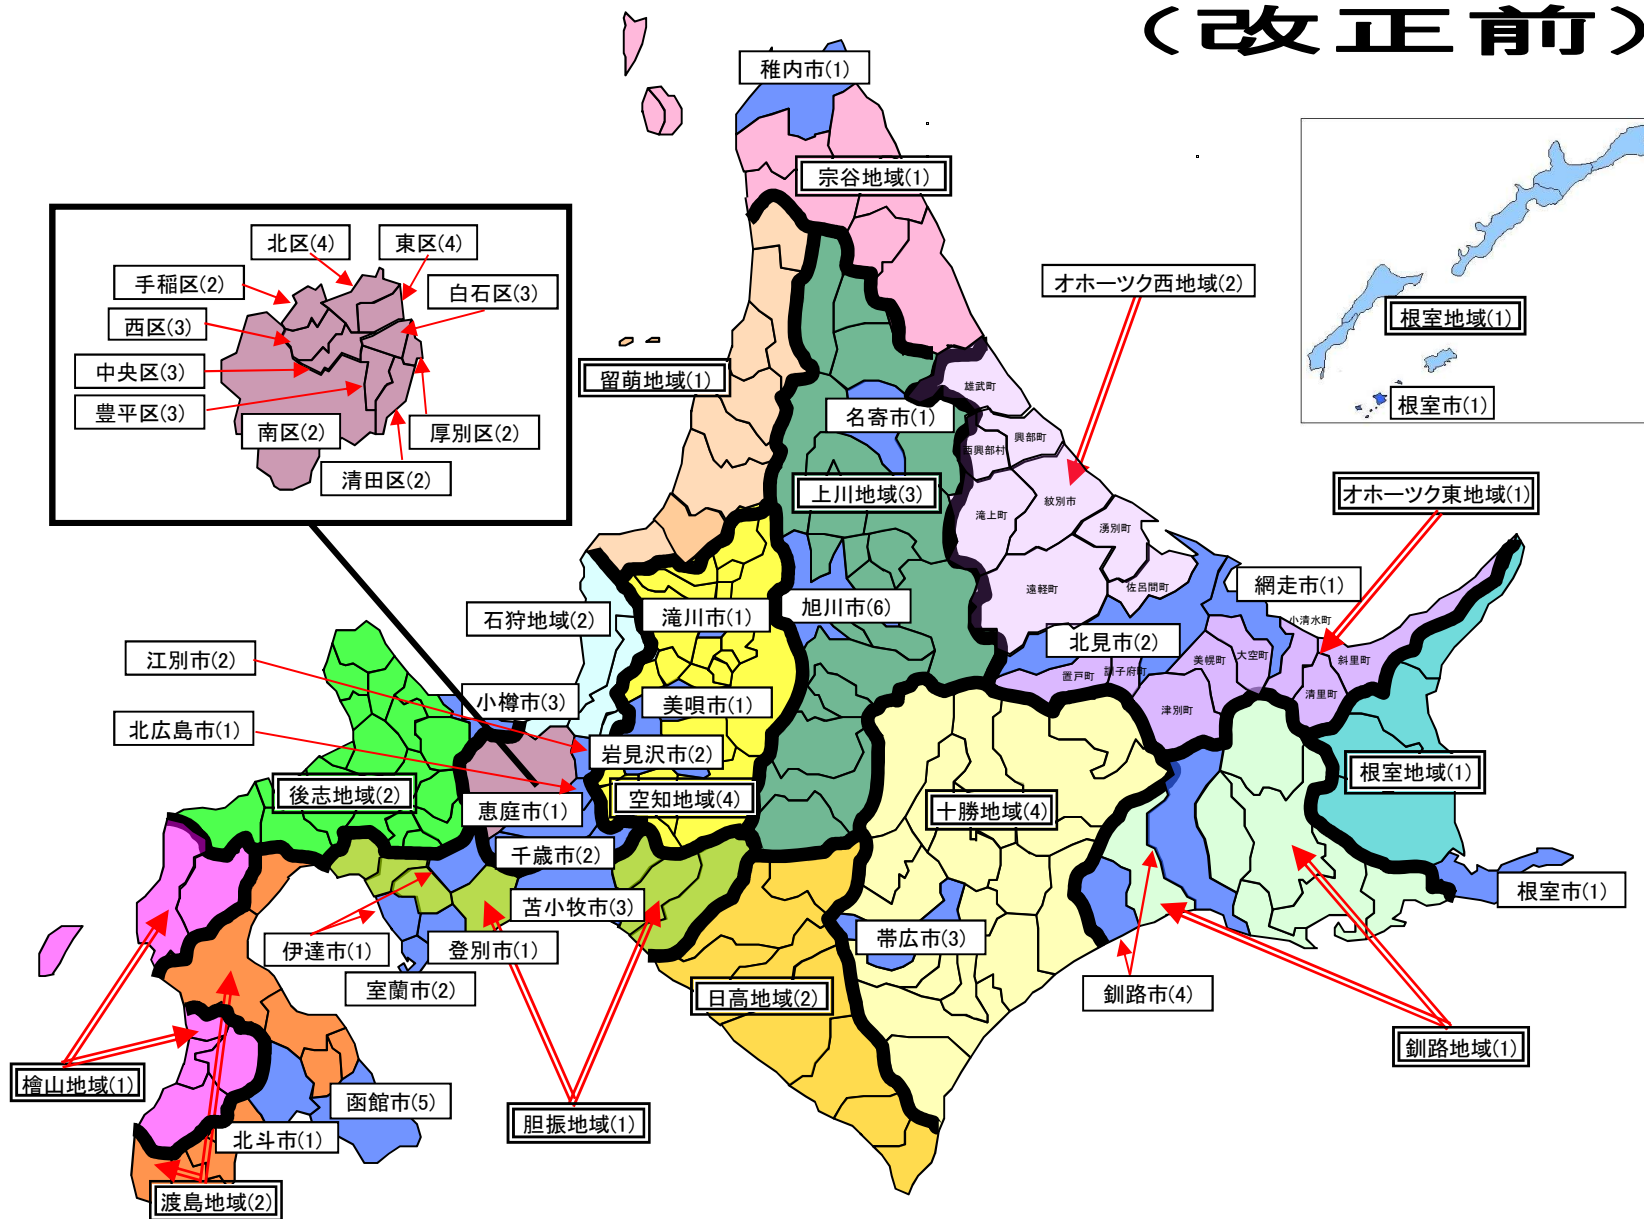 （改正前）
稚内市(1)
宗谷地域(1)
北区(4)
東区(4)
手稲区(2)
白石区(3)
西区(3)
中央区(3)
豊平区(3)
南区(2)
厚別区(2)
清田区(2)
オホーツク西地域(2)
根室地域(1)
根室市(1)
留萌地域(1)
雄武町
名寄市(1)
興部町
西興部村
上川地域(3)
紋別市
滝上町
湧別町
オホーツク東地域(1)
遠軽町
佐呂間町
網走市(1)
石狩地域(2)
滝川市(1)
旭川市(6)
小清水町
江別市(2)
北見市(2)
美幌町
大空町
斜里町
置戸町
訓子府町
清里町
小樽市(3)
美唄市(1)
津別町
北広島市(1)
岩見沢市(2)
根室地域(1)
後志地域(2)
恵庭市(1)
空知地域(4)
十勝地域(4)
千歳市(2)
根室市(1)
苫小牧市(3)
伊達市(1)
登別市(1)
帯広市(3)
室蘭市(2)
日高地域(2)
釧路市(4)
釧路地域(1)
檜山地域(1)
函館市(5)
胆振地域(1)
北斗市(1)
渡島地域(2)